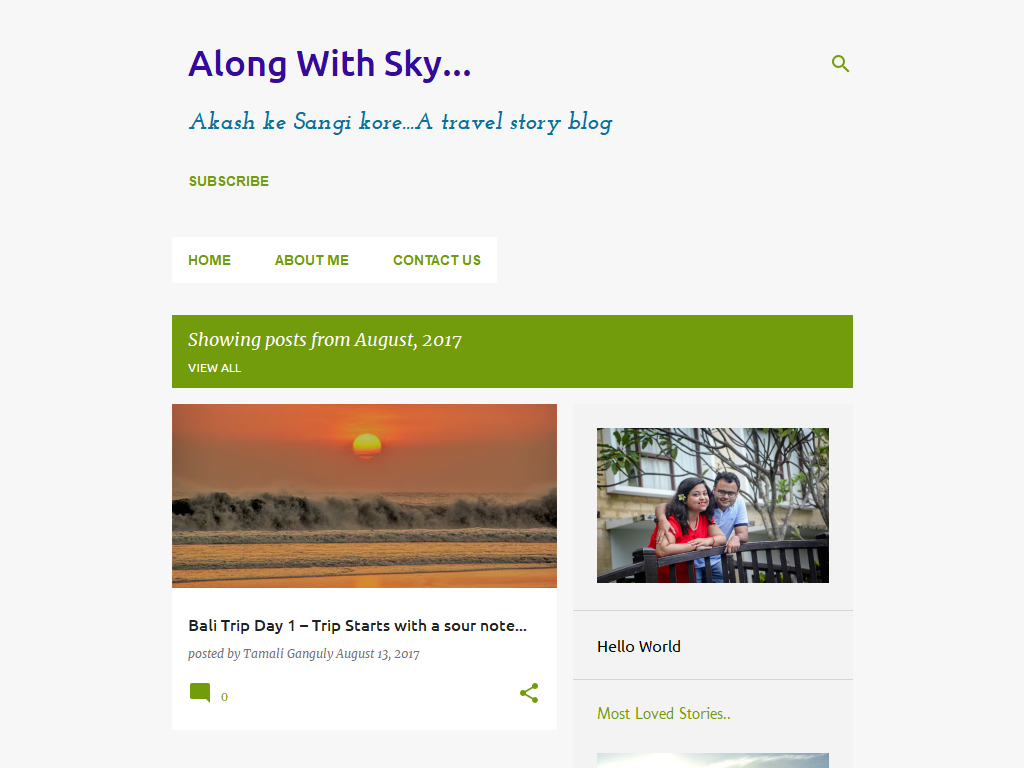 Along With Sky...
Akash ke Sangi kore...A travel story blog
SUBSCRIBE
HOME ABOUT ME CONTACT US
Showing posts from August, 2017
VIEW ALL
Bali Trip Day 1 – Trip Starts with a sour note...
posted by Tamali Ganguly August 13, 2017
0
Hello World
Most Loved Stories..